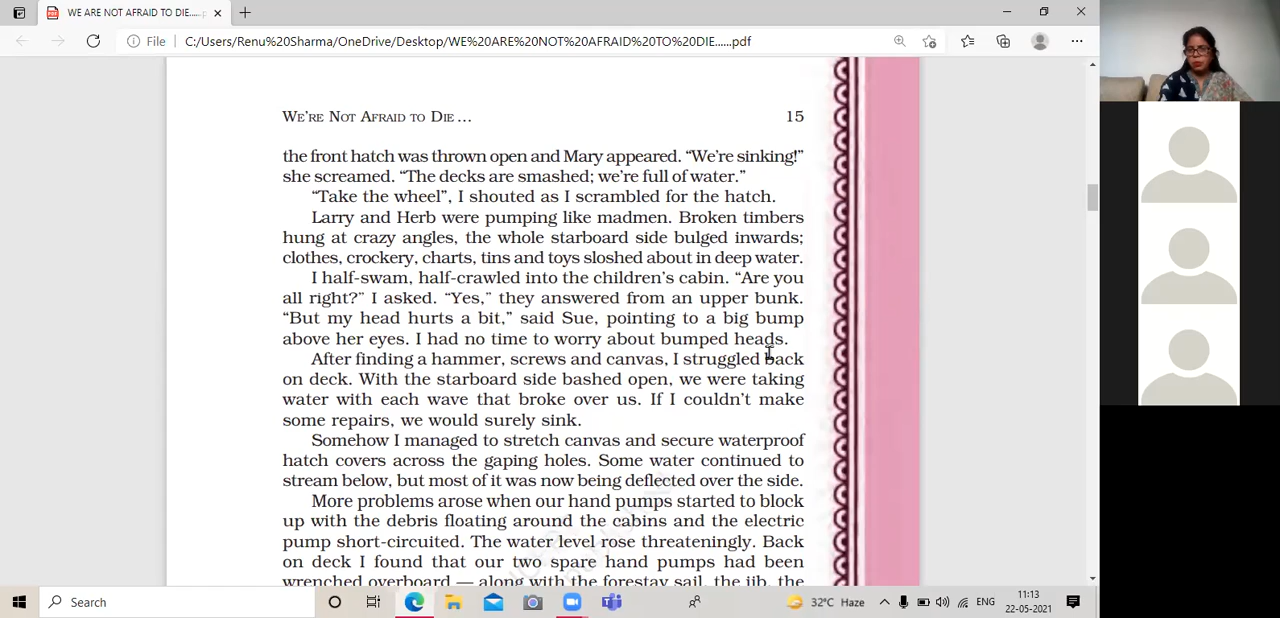 WE ARE NOT AFRAID TO DIE.....p
File C:/Users/Renu%20Sharma/OneDrive/Desktop/WE%20ARE%20NOT%20AFRAID%20TO%20DIE......pdf
WE'RE NOT AFRAID TO DIE ... 15
the front hatch was thrown open and Mary appeared. “We're sinking!”
she screamed. “The decks are smashed; we're full of water.”
“Take the wheel”, I shouted as I scrambled for the hatch.
Larry and Herb were pumping like madmen. Broken timbers
hung at crazy angles, the whole starboard side bulged inwards;
clothes, crockery, charts, tins and toys sloshed about in deep water.
I half-swam, half-crawled into the children's cabin. “Are you
all right?” I asked. “Yes,” they answered from an upper bunk.
“But my head hurts a bit,” said Sue, pointing to a big bump
above her eyes. I had no time to worry about bumped heads.
After finding a hammer, screws and canvas, I struggled back
on deck. With the starboard side bashed open, we were taking
water with each wave that broke over us. If I couldn't make
some repairs, we would surely sink.
Somehow I managed to stretch canvas and secure waterproof
hatch covers across the gaping holes. Some water continued to
stream below, but most of it was now being deflected over the side.
More problems arose when our hand pumps started to block
up with the debris floating around the cabins and the electric
pump short-circuited. The water level rose threateningly. Back
on deck I found that our two spare hand pumps had been
wrenched overboard — along with the forestay sail, the jib, the
Search 32°C Haze ENG 11:13
22-05-2021